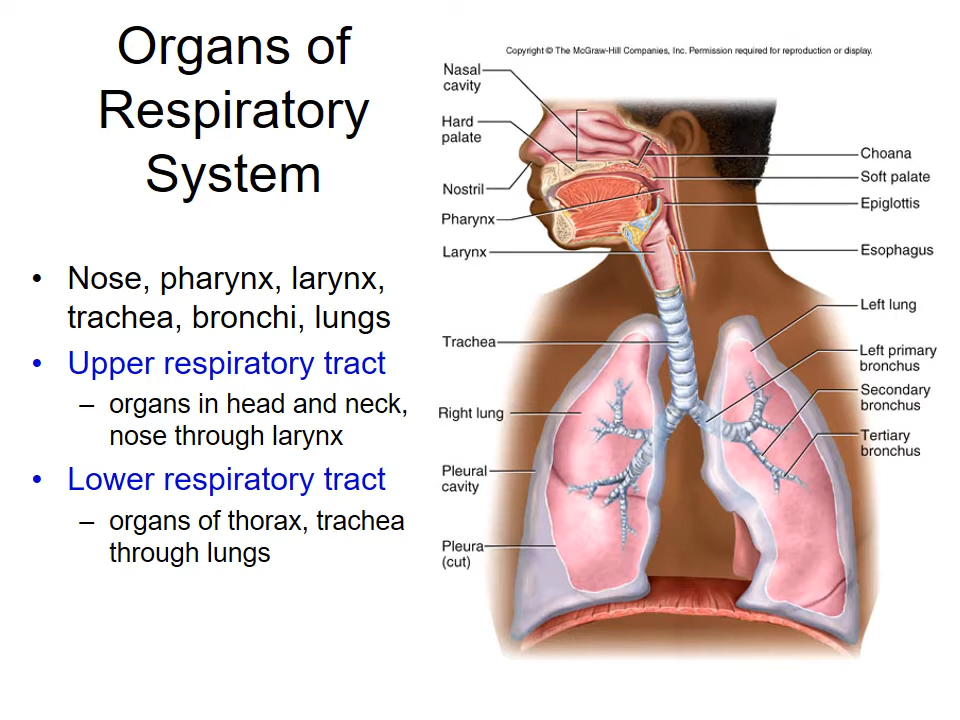 Organs of
Respiratory
System
• Nose, pharynx, larynx,
trachea, bronchi, lungs
• Upper respiratory tract
– organs in head and neck,
nose through larynx
• Lower respiratory tract
– organs of thorax, trachea
through lungs
Copyright © The McGraw-Hill Companies, Inc. Permission required for reproduction or display.
Nasal
cavity
Hard
palate
Nostril
Pharynx
Larynx
Trachea
Right lung
Pleural
cavity
Pleura
(cut)
Choana
Soft palate
Epiglottis
Esophagus
Left lung
Left primary
bronchus
Secondary
bronchus
Tertiary
bronchus